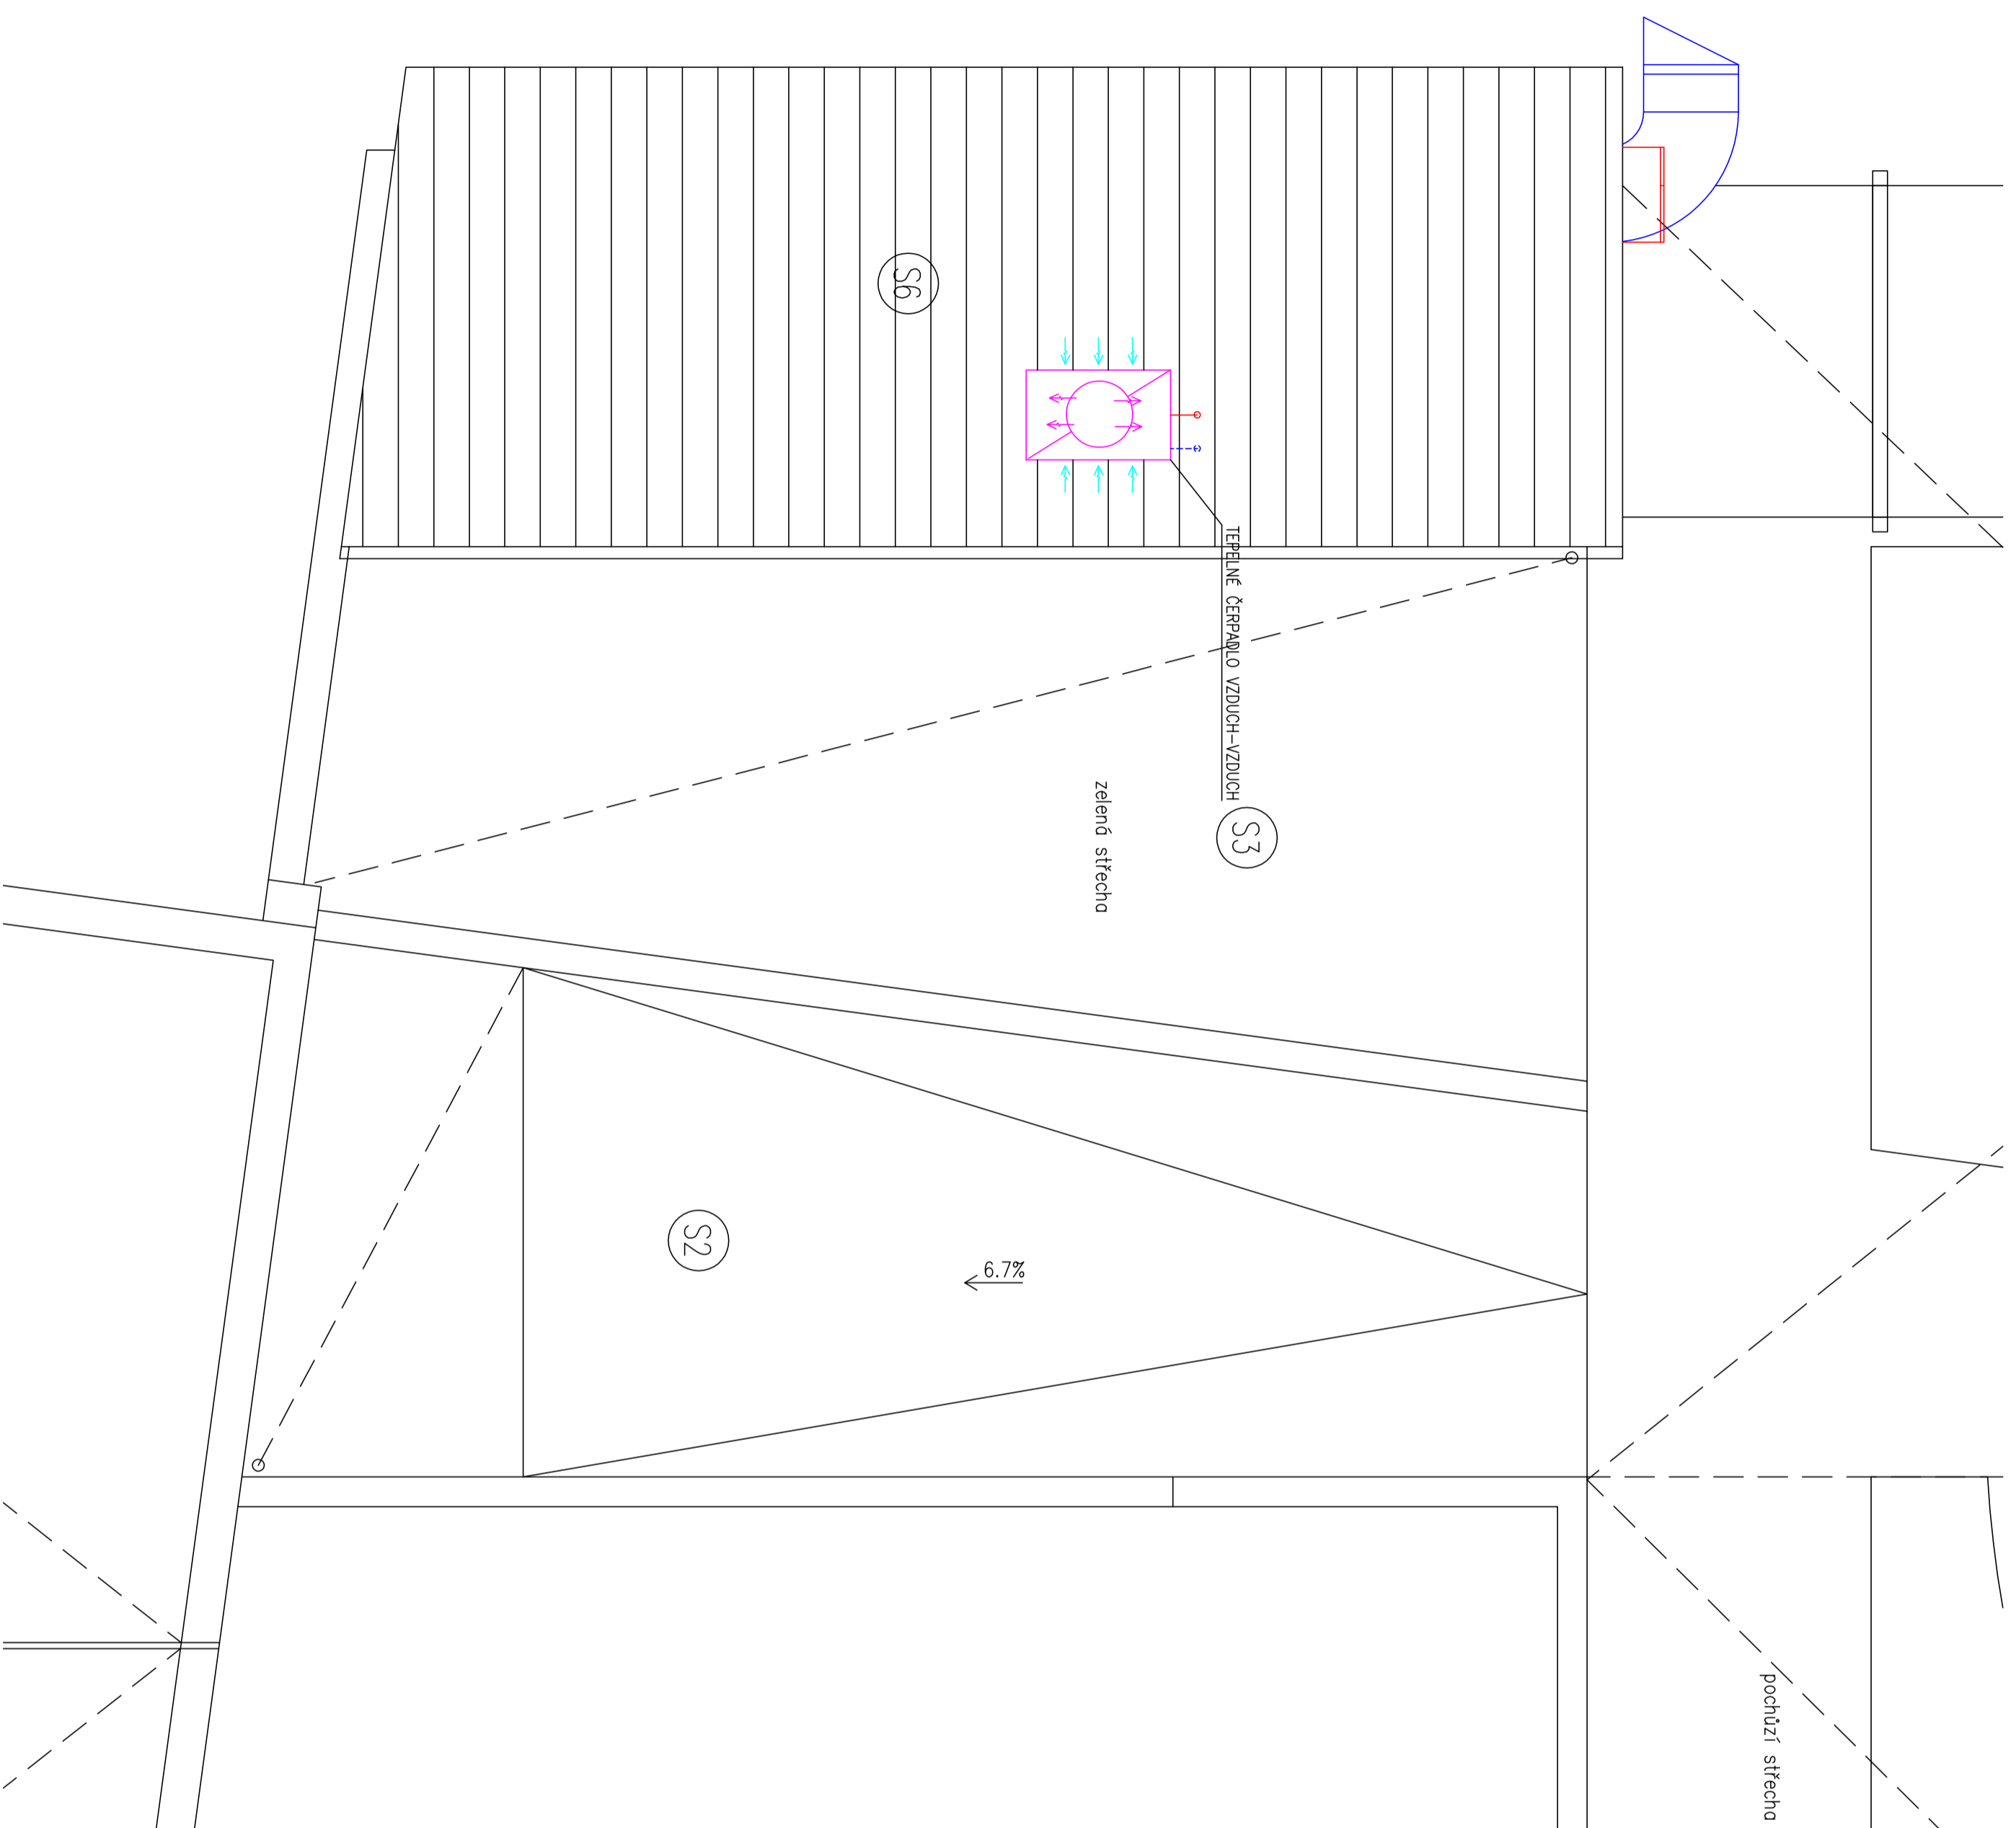 S6
TEPELNÉ ČERPADLO VZDUCH-VZDUCH
zelená střecha
S3
S2
6.7%
pochůzí střecha